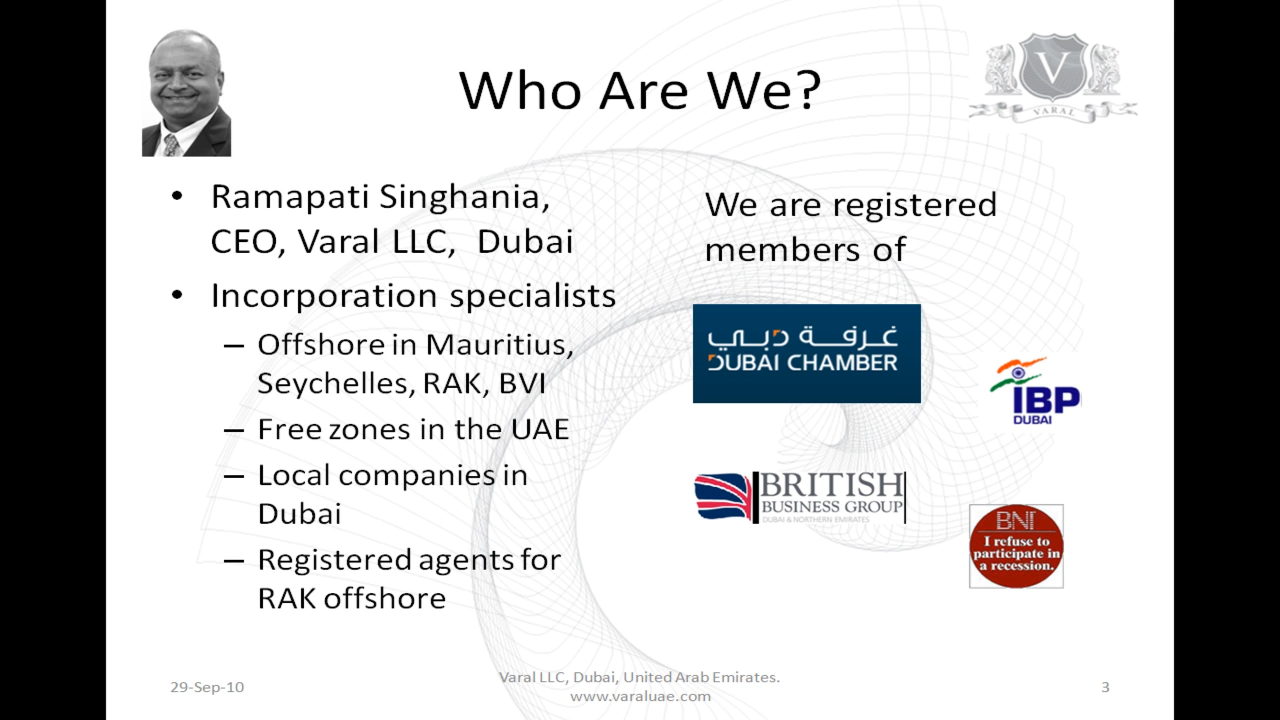 Who Are We?
V
VARAL
• Ramapati Singhania,
CEO, Varal LLC, Dubai
• Incorporation specialists
– Offshore in Mauritius,
Seychelles, RAK, BVI
– Free zones in the UAE
– Local companies in
Dubai
– Registered agents for
RAK offshore
We are registered
members of
غرفة دبي
DUBAI CHAMBER
IBP
DUBAI
BRITISH
BUSINESS GROUP
DUBAI & NORTHERN EMIRATES
BNI
I refuse to
participate in
a recession.
29-Sep-10
Varal LLC, Dubai, United Arab Emirates.
www.varaluae.com
3